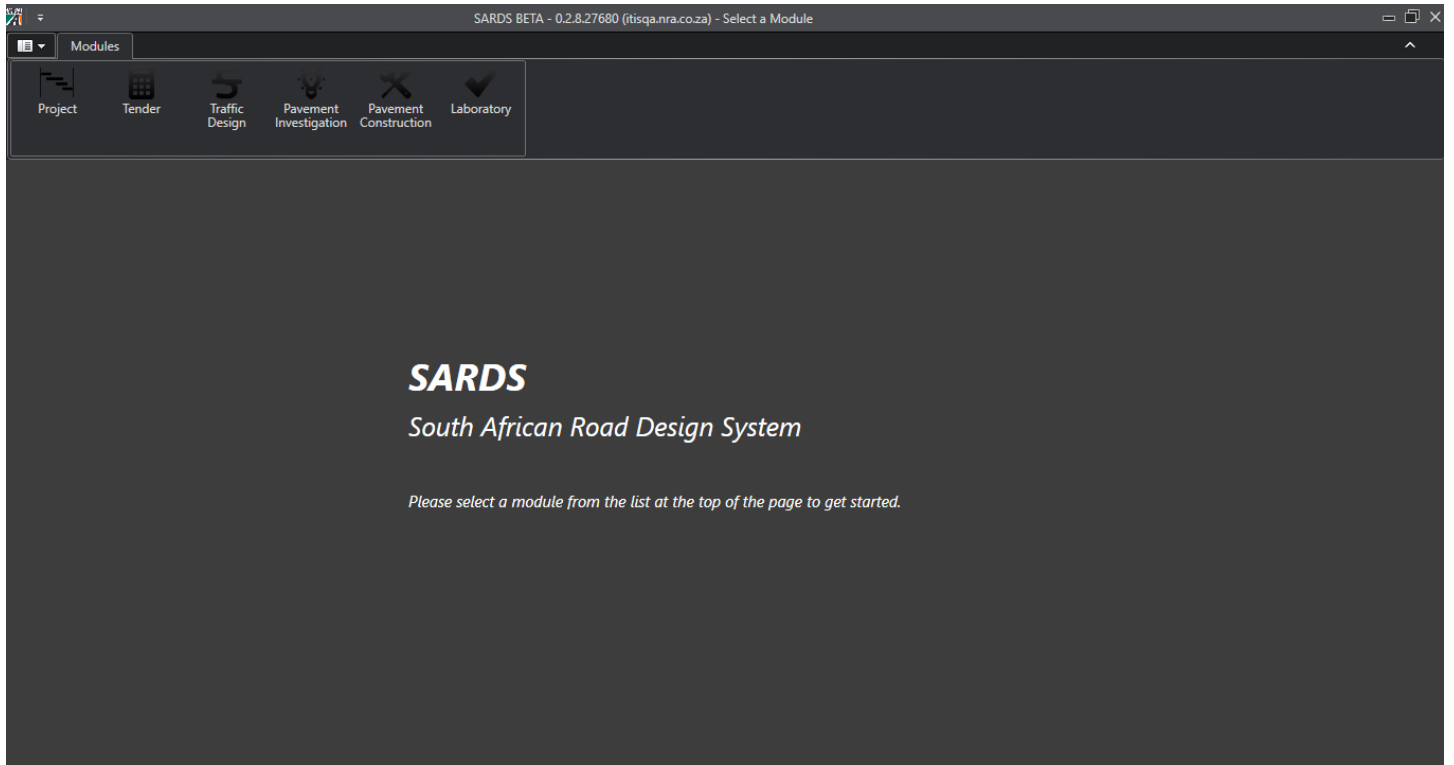 SARDS BETA - 0.2.8.27680 (itisqa.nra.co.za) - Select a Module
Modules
Project
Tender
Traffic
Design
Pavement
Investigation
Pavement
Construction
Laboratory
SARDS
South African Road Design System
Please select a module from the list at the top of the page to get started.